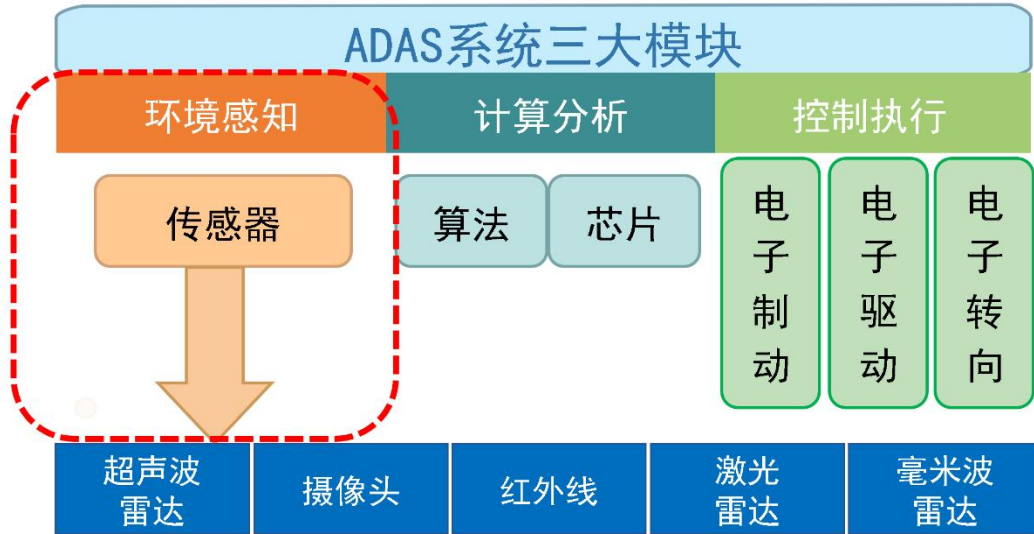 ADAS系统三大模块
环境感知
计算分析
控制执行
传感器
算法
芯片
电子制动
电子驱动
电子转向
超声波
雷达
摄像头
红外线
激光
雷达
毫米波
雷达